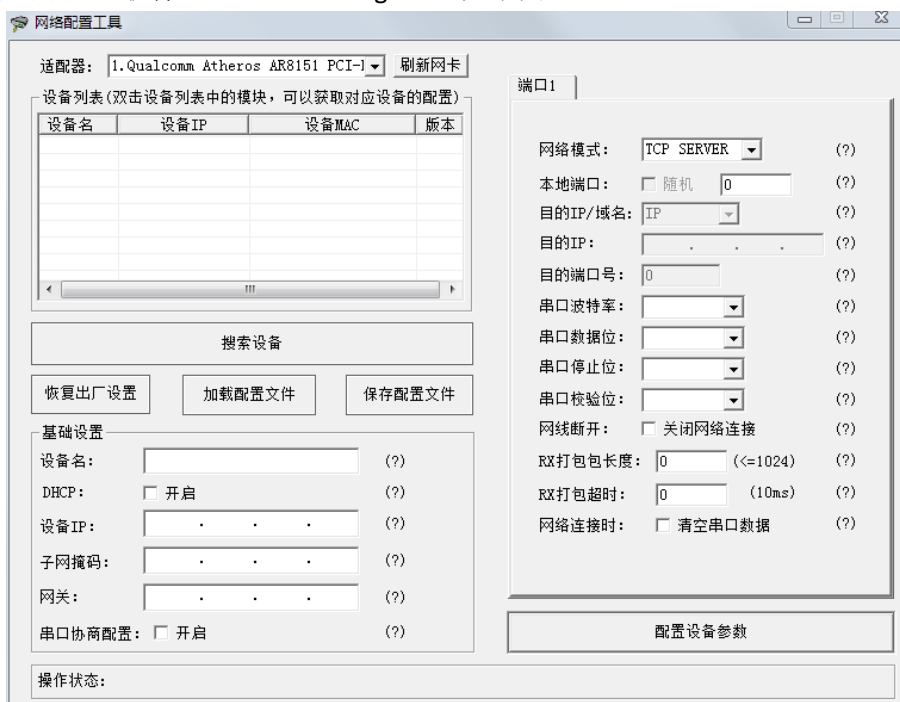 网络配置工具
适配器: 1.Qualcomm Atheros AR8151 PCI-1 刷新网卡
设备列表(双击设备列表中的模块，可以获取对应设备的配置)
设备名 设备IP 设备MAC 版本
搜索设备
恢复出厂设置 加载配置文件 保存配置文件
基础设置
设备名: (?)
DHCP: 开启 (?)
设备IP: . . . (?)
子网掩码: . . . (?)
网关: . . . (?)
串口协商配置: 开启 (?)
端口1
网络模式: TCP SERVER (?)
本地端口: 随机 0 (?)
目的IP/域名: IP (?)
目的IP: . . . (?)
目的端口号: 0 (?)
串口波特率: (?)
串口数据位: (?)
串口停止位: (?)
串口校验位: (?)
网线断开: 关闭网络连接 (?)
RX打包包长度: 0 (<=1024) (?)
RX打包超时: 0 (10ms) (?)
网络连接时: 清空串口数据 (?)
配置设备参数
操作状态: